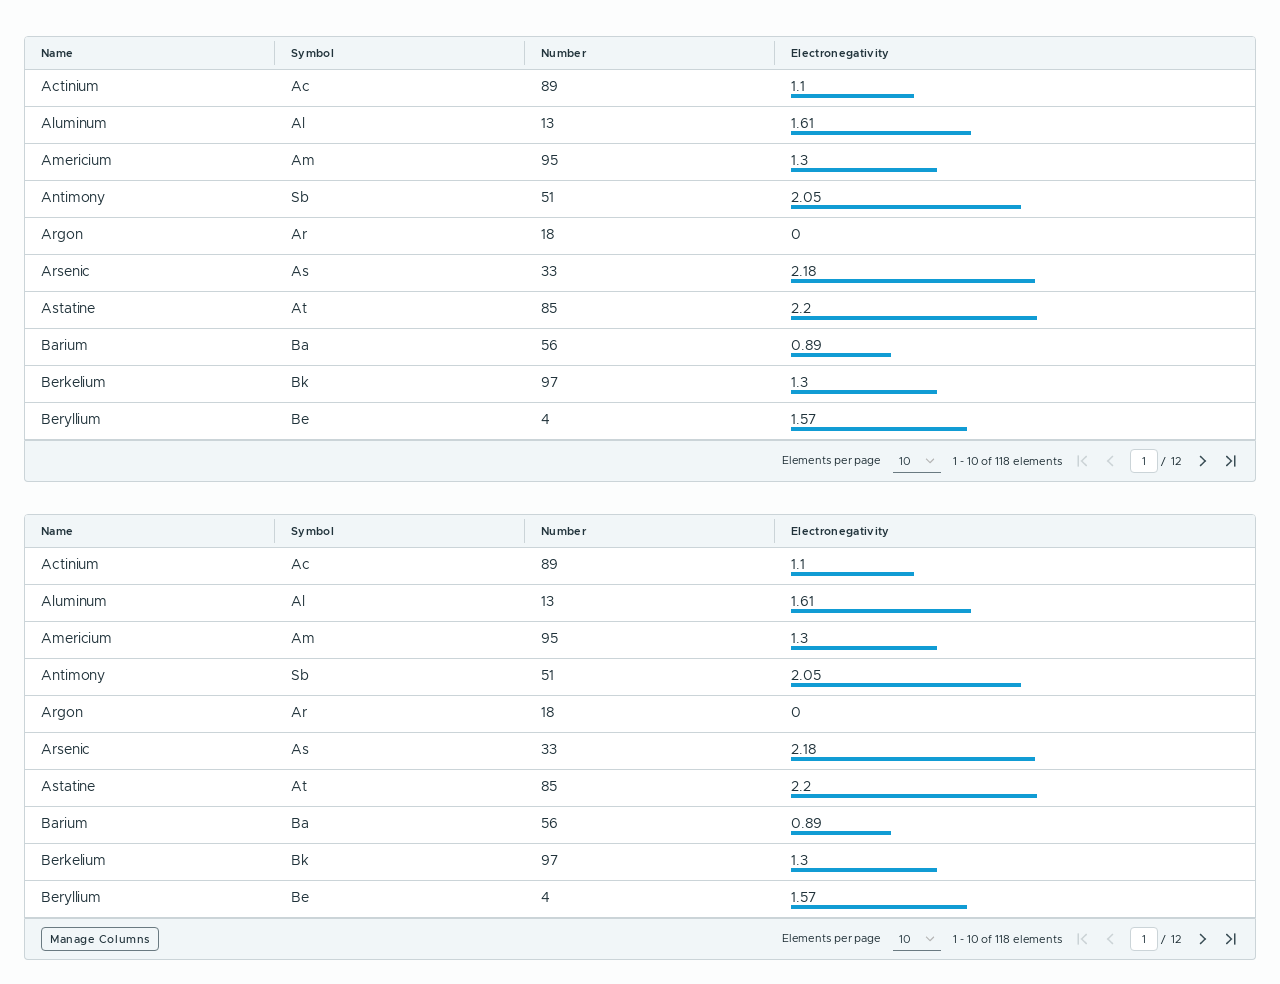 Name Symbol Number Electronegativity
Actinium Ac 89 1.1
Aluminum Al 13 1.61
Americium Am 95 1.3
Antimony Sb 51 2.05
Argon Ar 18 0
Arsenic As 33 2.18
Astatine At 85 2.2
Barium Ba 56 0.89
Berkelium Bk 97 1.3
Beryllium Be 4 1.57
Elements per page 10 1 - 10 of 118 elements 1 / 12
Name Symbol Number Electronegativity
Actinium Ac 89 1.1
Aluminum Al 13 1.61
Americium Am 95 1.3
Antimony Sb 51 2.05
Argon Ar 18 0
Arsenic As 33 2.18
Astatine At 85 2.2
Barium Ba 56 0.89
Berkelium Bk 97 1.3
Beryllium Be 4 1.57
Manage Columns Elements per page 10 1 - 10 of 118 elements 1 / 12